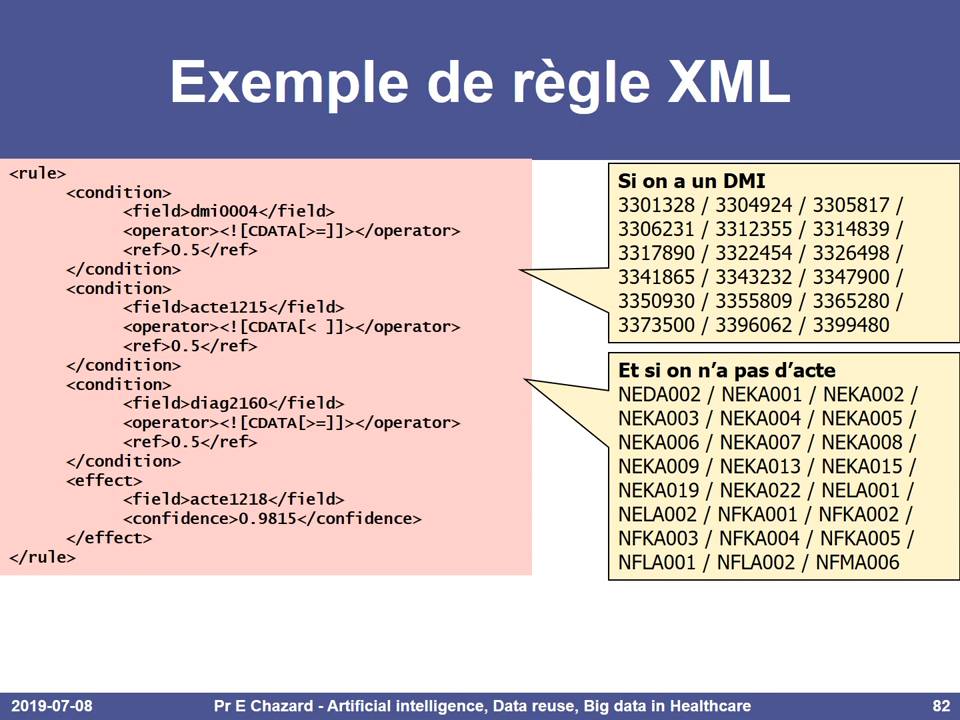 Exemple de règle XML
<rule>
<condition>
<field>dmi0004</field>
<operator><![CDATA[>=]]></operator>
<ref>0.5</ref>
</condition>
<condition>
<field>acte1215</field>
<operator><![CDATA[< ]]></operator>
<ref>0.5</ref>
</condition>
<condition>
<field>diag2160</field>
<operator><![CDATA[>=]]></operator>
<ref>0.5</ref>
</condition>
<effect>
<field>acte1218</field>
<confidence>0.9815</confidence>
</effect>
</rule>
Si on a un DMI
3301328 / 3304924 / 3305817 /
3306231 / 3312355 / 3314839 /
3317890 / 3322454 / 3326498 /
3341865 / 3343232 / 3347900 /
3350930 / 3355809 / 3365280 /
3373500 / 3396062 / 3399480
Et si on n’a pas d’acte
NEDA002 / NEKA001 / NEKA002 /
NEKA003 / NEKA004 / NEKA005 /
NEKA006 / NEKA007 / NEKA008 /
NEKA009 / NEKA013 / NEKA015 /
NEKA019 / NEKA022 / NELA001 /
NELA002 / NFKA001 / NFKA002 /
NFKA003 / NFKA004 / NFKA005 /
NFLA001 / NFLA002 / NFMA006
2019-07-08
Pr E Chazard - Artificial intelligence, Data reuse, Big data in Healthcare
82